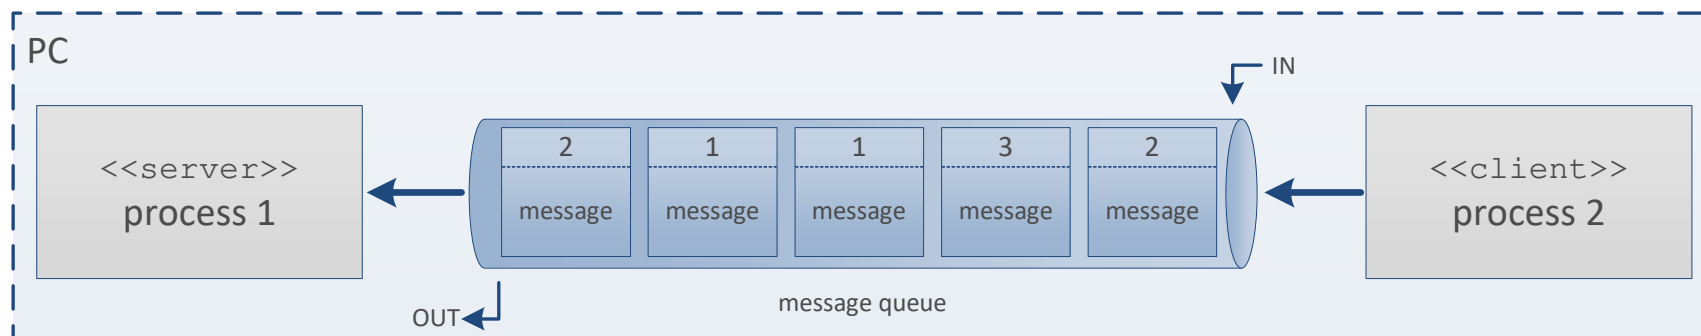 PC
IN
<<server>>
process 1
2 1 1 3 2
message message message message message
<<client>>
process 2
OUT
message queue